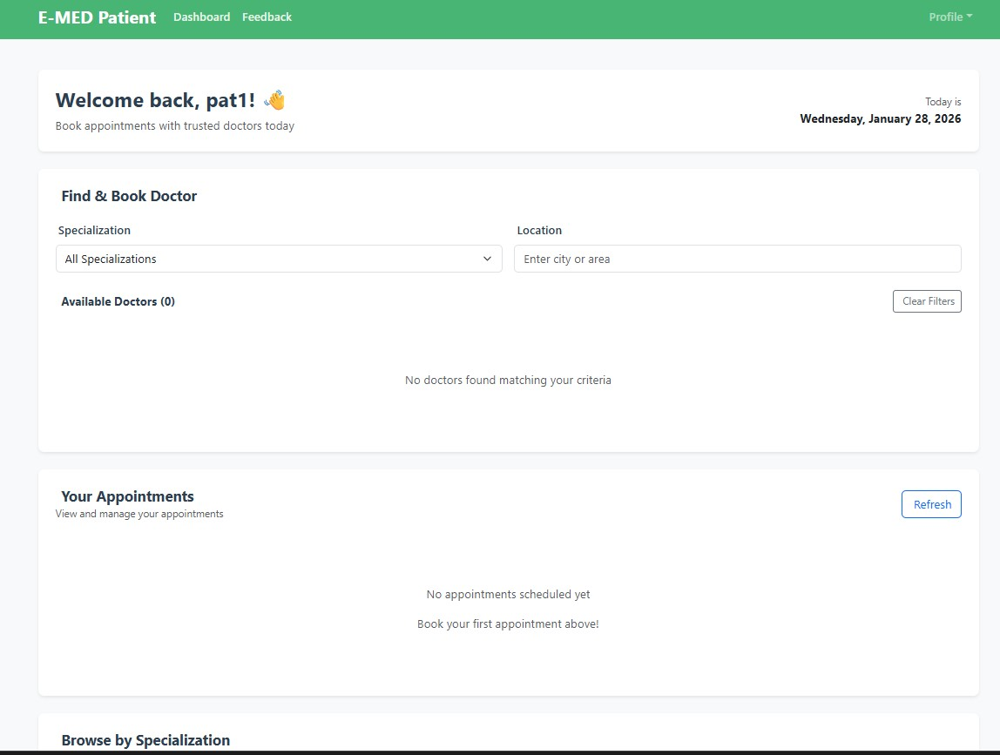 E-MED Patient Dashboard Feedback Profile
Welcome back, pat1! 👋
Book appointments with trusted doctors today
Today is
Wednesday, January 28, 2026
Find & Book Doctor
Specialization
All Specializations
Location
Enter city or area
Available Doctors (0)
Clear Filters
No doctors found matching your criteria
Your Appointments
View and manage your appointments
Refresh
No appointments scheduled yet
Book your first appointment above!
Browse by Specialization